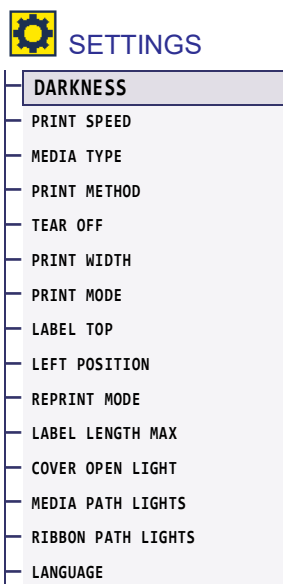 SETTINGS
DARKNESS
PRINT SPEED
MEDIA TYPE
PRINT METHOD
TEAR OFF
PRINT WIDTH
PRINT MODE
LABEL TOP
LEFT POSITION
REPRINT MODE
LABEL LENGTH MAX
COVER OPEN LIGHT
MEDIA PATH LIGHTS
RIBBON PATH LIGHTS
LANGUAGE